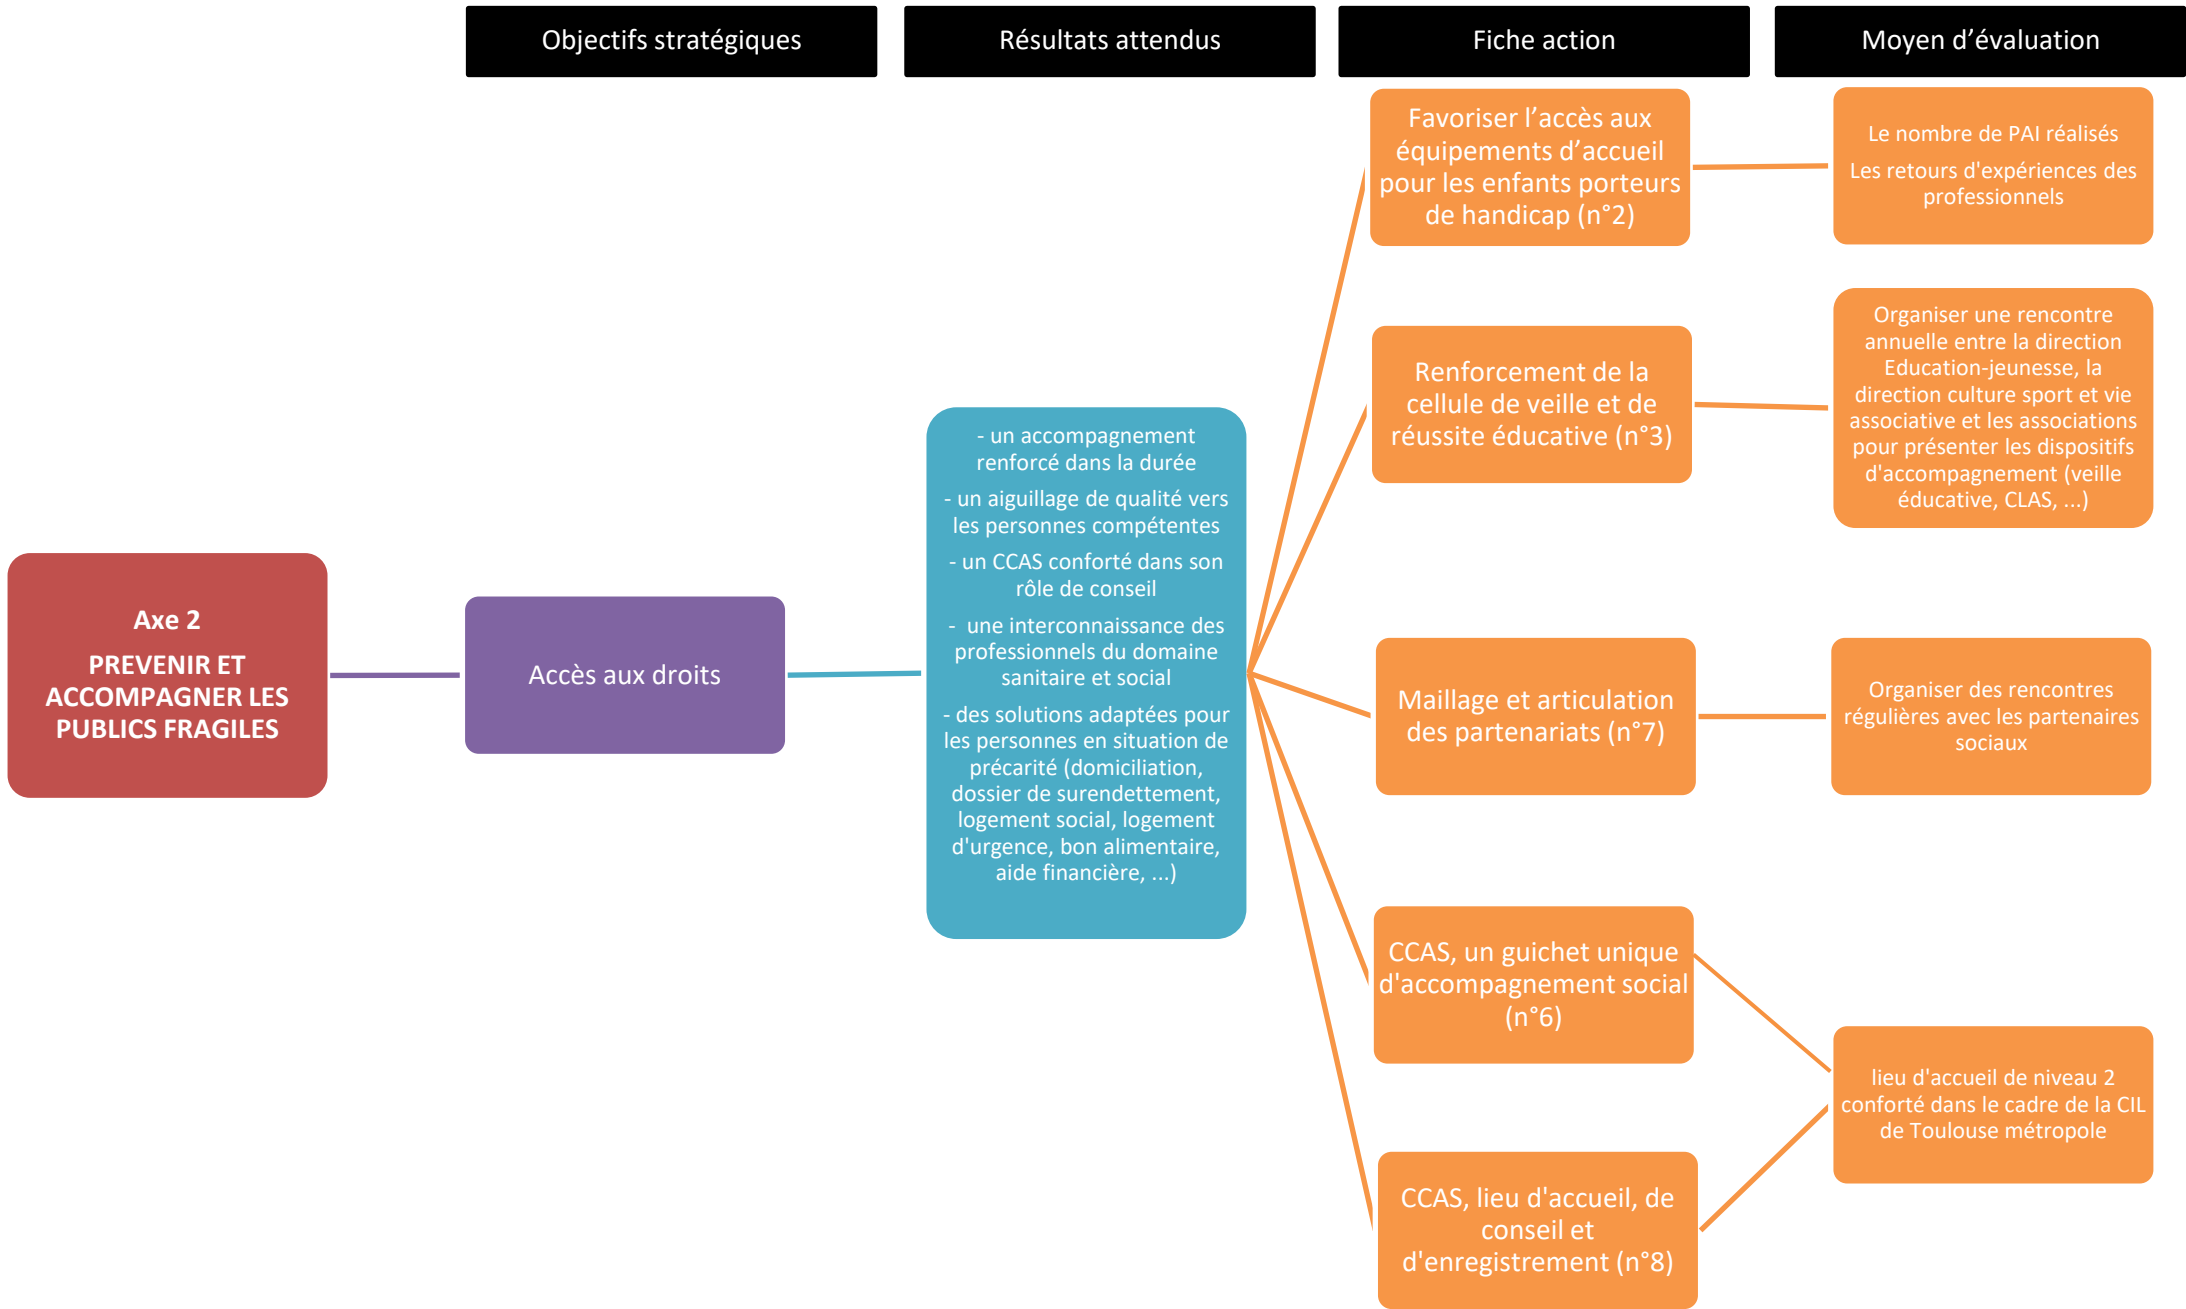 Objectifs stratégiques
Résultats attendus
Fiche action
Moyen d’évaluation
Axe 2
PREVENIR ET
ACCOMPAGNER LES
PUBLICS FRAGILES
Accès aux droits
- un accompagnement
renforcé dans la durée
- un aiguillage de qualité vers
les personnes compétentes
- un CCAS conforté dans son
rôle de conseil
- une interconnaissance des
professionnels du domaine
sanitaire et social
- des solutions adaptées pour
les personnes en situation de
précarité (domiciliation,
dossier de surendettement,
logement social, logement
d'urgence, bon alimentaire,
aide financière, ...)
Favoriser l’accès aux
équipements d’accueil
pour les enfants porteurs
de handicap (n°2)
Le nombre de PAI réalisés
Les retours d'expériences des
professionnels
Renforcement de la
cellule de veille et de
réussite éducative (n°3)
Organiser une rencontre
annuelle entre la direction
Education-jeunesse, la
direction culture sport et vie
associative et les associations
pour présenter les dispositifs
d'accompagnement (veille
éducative, CLAS, ...)
Maillage et articulation
des partenariats (n°7)
Organiser des rencontres
régulières avec les partenaires
sociaux
CCAS, un guichet unique
d'accompagnement social
(n°6)
CCAS, lieu d'accueil, de
conseil et
d'enregistrement (n°8)
lieu d'accueil de niveau 2
conforté dans le cadre de la CIL
de Toulouse métropole